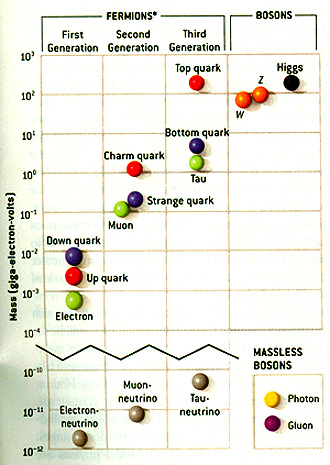 FERMIONS* BOSONS
First Generation Second Generation Third Generation
Mass (giga-electron-volts)
10³
10²
10¹
10⁰
10⁻¹
10⁻²
10⁻³
10⁻⁴
10⁻¹⁰
10⁻¹¹
10⁻¹²
Top quark
Higgs
Z
W
Bottom quark
Charm quark
Tau
Strange quark
Muon
Down quark
Up quark
Electron
MASSLESS
BOSONS
Photon
Gluon
Muon-
neutrino
Tau-
neutrino
Electron-
neutrino